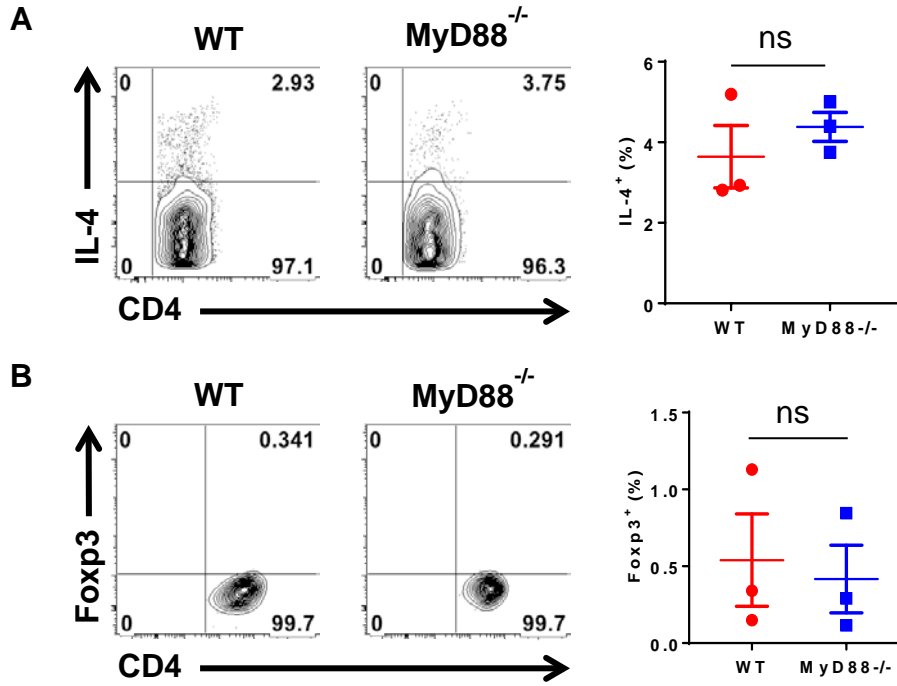 A
WT
MyD88-/-
IL-4
0
2.93
0
97.1
0
3.75
0
96.3
CD4
ns
IL-4+ (%)
6
4
2
0
WT
MyD88-/-
B
WT
MyD88-/-
Foxp3
0
0.341
0
99.7
0
0.291
0
99.7
CD4
ns
Foxp3+ (%)
1.5
1.0
0.5
0.0
WT
MyD88-/-